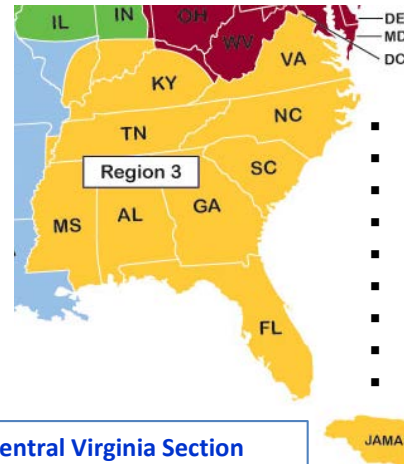 IL
IN
OH
WV
DE
MD
DC
VA
KY
NC
TN
Region 3
SC
MS
AL
GA
FL
entral Virginia Section
JAMA